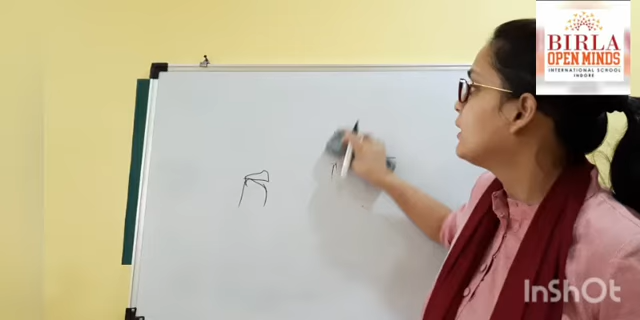 BIRLA
OPEN MINDS
INTERNATIONAL SCHOOL
INDORE
InShOt